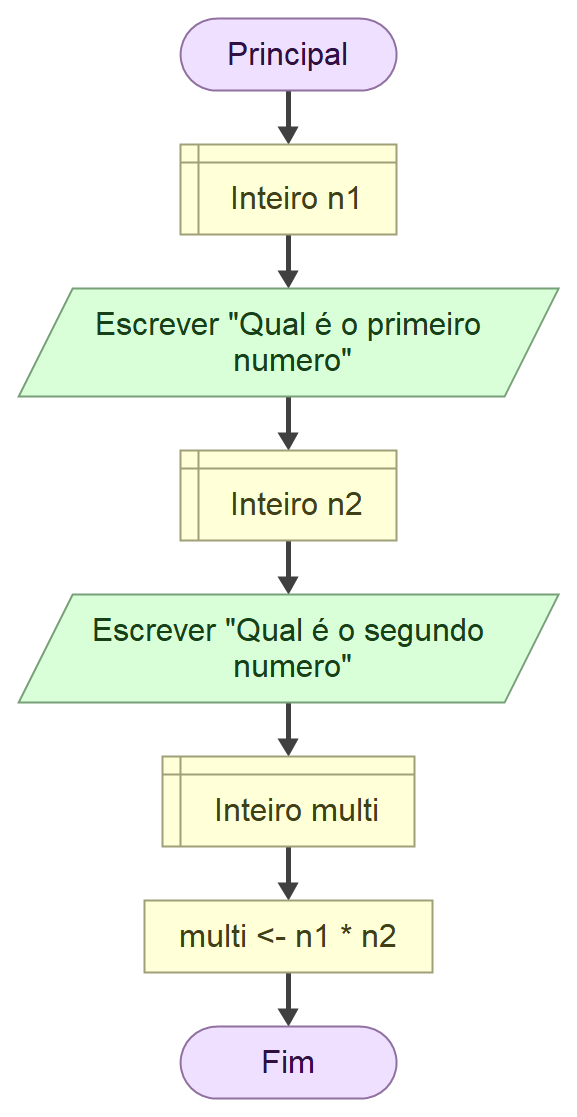 Principal
Inteiro n1
Escrever "Qual é o primeiro
numero"
Inteiro n2
Escrever "Qual é o segundo
numero"
Inteiro multi
multi <- n1 * n2
Fim